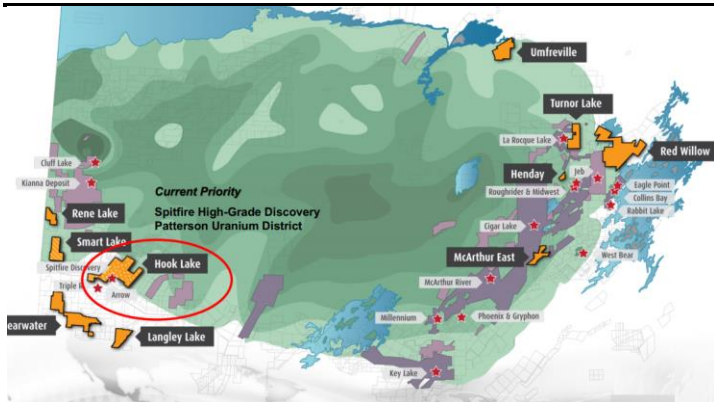 Umfreville
Turnor Lake
La Rocque Lake
Red Willow
Cluff Lake
Henday
Jeb
Kianna Deposit
Current Priority
Roughrider & Midwest
Eagle Point
Collins Bay
Rabbit Lake
Rene Lake
Spitfire High-Grade Discovery
Patterson Uranium District
Cigar Lake
Smart Lake
McArthur East
West Bear
Spitfire Discovery
Hook Lake
McArthur River
Triple
Arrow
Millennium
Phoenix & Gryphon
earwater
Langley Lake
Key Lake